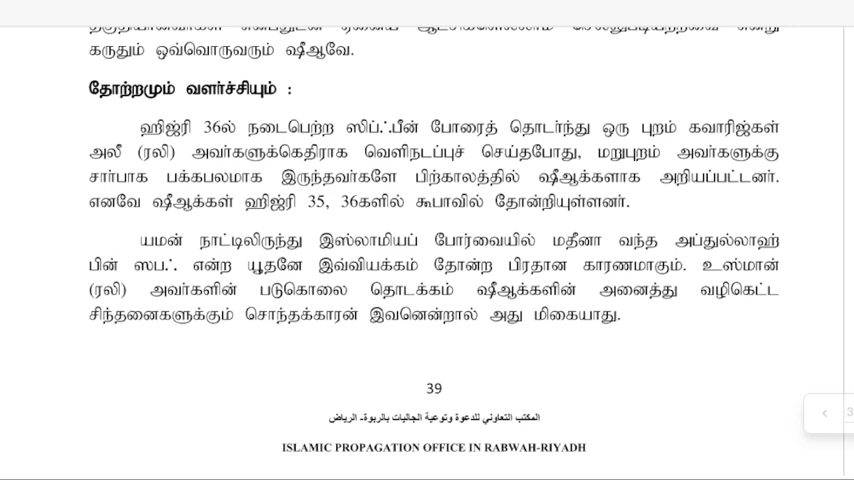 கருதும் ஒவ்வொருவரும் ஷீஆவே.
தோற்றமும் வளர்ச்சியும் :
ஹிஜ்ரி 36ல் நடைபெற்ற ஸிப்ஃபீன் போரைத் தொடர்ந்து ஒரு புறம் கவாரிஜ்கள்
அலீ (ரலி) அவர்களுக்கெதிராக வெளிநடப்புச் செய்தபோது, மறுபுறம் அவர்களுக்கு
சார்பாக பக்கபலமாக இருந்தவர்களே பிற்காலத்தில் ஷீஆக்களாக அறியப்பட்டனர்.
எனவே ஷீஆக்கள் ஹிஜ்ரி 35, 36களில் கூபாவில் தோன்றியுள்ளனர்.
யமன் நாட்டிலிருந்து இஸ்லாமியப் போர்வையில் மதீனா வந்த அப்துல்லாஹ்
பின் ஸபஃ என்ற யூதனே இவ்வியக்கம் தோன்ற பிரதான காரணமாகும். உஸ்மான்
(ரலி) அவர்களின் படுகொலை தொடக்கம் ஷீஆக்களின் அனைத்து வழிகெட்ட
சிந்தனைகளுக்கும் சொந்தக்காரன் இவனென்றால் அது மிகையாது.
39
المكتب التعاوني للدعوة وتوعية الجاليات بالربوة- الرياض
ISLAMIC PROPAGATION OFFICE IN RABWAH-RIYADH